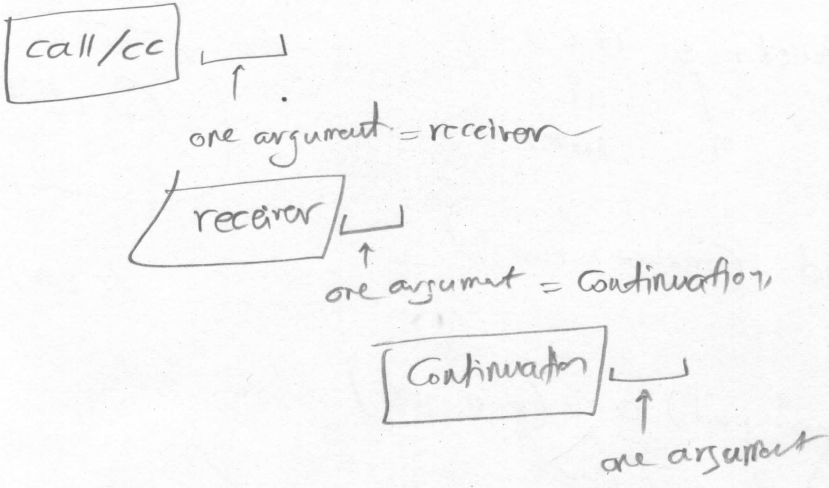 call/cc
one argument = receiver
receiver
one argument = Continuation
Continuation
one argument